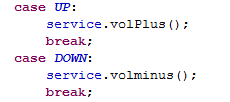 case UP:
service.volPlus();
break;
case DOWN:
service.volminus();
break;